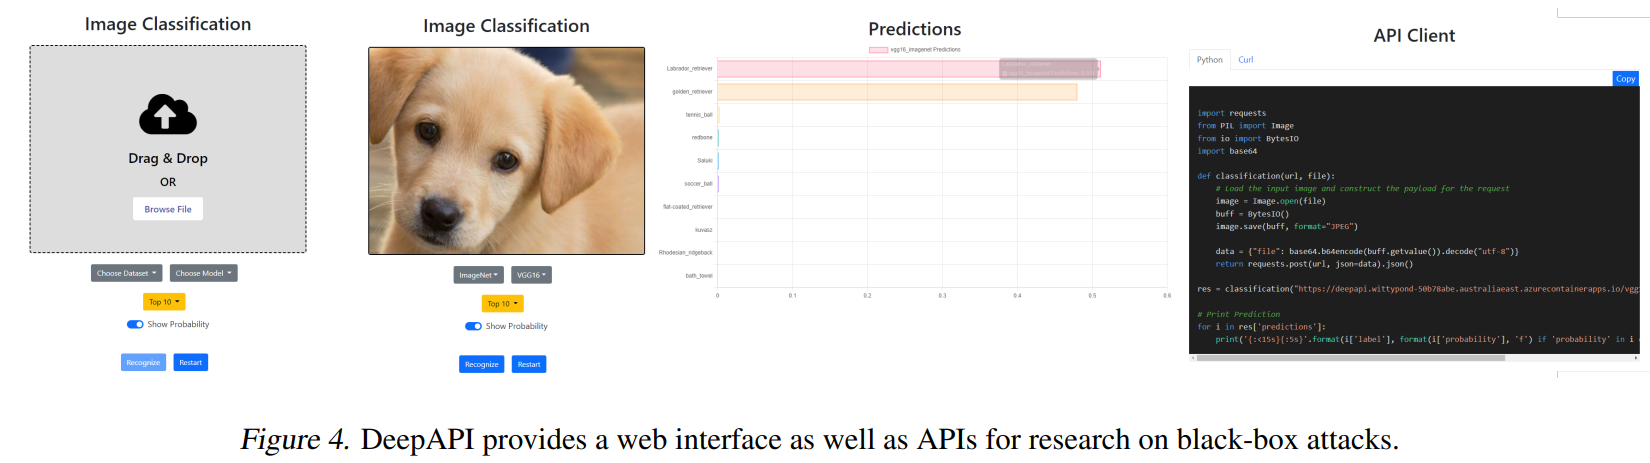 Image Classification
Drag & Drop
OR
Browse File
Choose Dataset
Choose Model
Top 10
Show Probability
Recognize
Restart
Image Classification
ImageNet
VGG16
Top 10
Show Probability
Recognize
Restart
Predictions
vgg16_imagenet Predictions
Labrador_retriever
golden_retriever
tennis_ball
redbone
Saluki
soccer_ball
flat-coated_retriever
kuvasz
Rhodesian_ridgeback
bath_towel
0 0.1 0.2 0.3 0.4 0.5 0.6
API Client
Python Curl
Copy
import requests
from PIL import Image
from io import BytesIO
import base64
def classification(url, file):
# Load the input image and construct the payload for the request
image = Image.open(file)
buff = BytesIO()
image.save(buff, format="JPEG")
data = {"file": base64.b64encode(buff.getvalue()).decode("utf-8")}
return requests.post(url, json=data).json()
res = classification("https://deepapi.wittypond-50b78abe.australiaeast.azurecontainerapps.io/vgg
# Print Prediction
for i in res['predictions']:
print('{:<15s}{:5s}'.format(i['label'], format(i['probability'], 'f') if 'probability' in i
Figure 4. DeepAPI provides a web interface as well as APIs for research on black-box attacks.